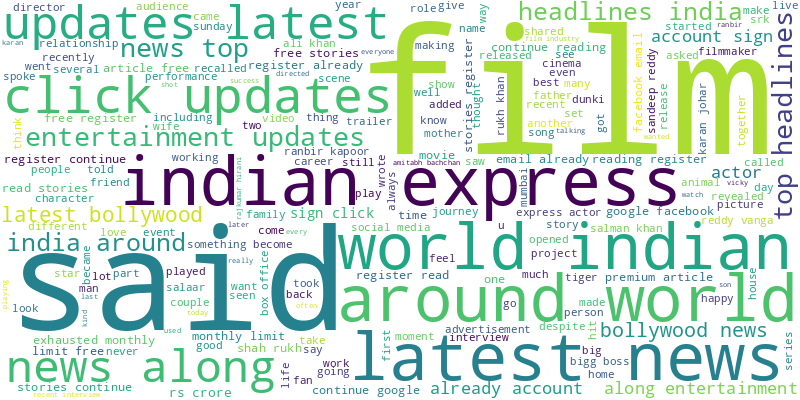 updates latest
director
audience
came
sunday
year
role
give
headlines india
make
srk
live
karan
relationship
everyone
way
name
started
ranbir
news top
ali khan
making
shared
film industry
account sign
recently
free stories
film
continue reading
filmmaker
went
several
recalled
released
see
asked
spoke
article free
register already
cinema
performance
scene
show
even
click updates
success
directed
well
best
many
shot
added
father
dunki
free register
including
video
thing
trailer
know
recent
set
release
think
wife
two
mother
another
got
entertainment updates
song
talking
wanted
thought
stories register
rukh khan
facebook email
sandeep reddy
karan johar
together
top headlines
ranbir kapoor
movie
called
register continue
working
career
still
amitabh bachchan
saw
email already
reading register
actor
people
told
rajkumar hirani
indian express
wrote
always
mumbai
animal
vicky
day
read stories
friend
play
watch
revealed
character
express actor
google facebook
picture
latest bollywood
family
sign click
time
journey
salman khan
reddy vanga
different
love
event
later
come
every
social media
u
story
india around
something become
said
world indian
feel
opened
project
house
star
became
lot
part
played
really
box office
register read
much
tiger
premium article
happy
son
man
salaar
want
took
one
around world
look
last
couple
seen
back
go
made
person
playing
kind
used
today
often
advertisement
despite
hit
bollywood news
exhausted monthly
monthly limit
take
first
moment
interview
series
limit free
never
good
shah rukh
say
latest news
big
news along
life
work
bigg boss
going
home
stories continue
fan
rs crore
continue google
already account
along entertainment
recent interview